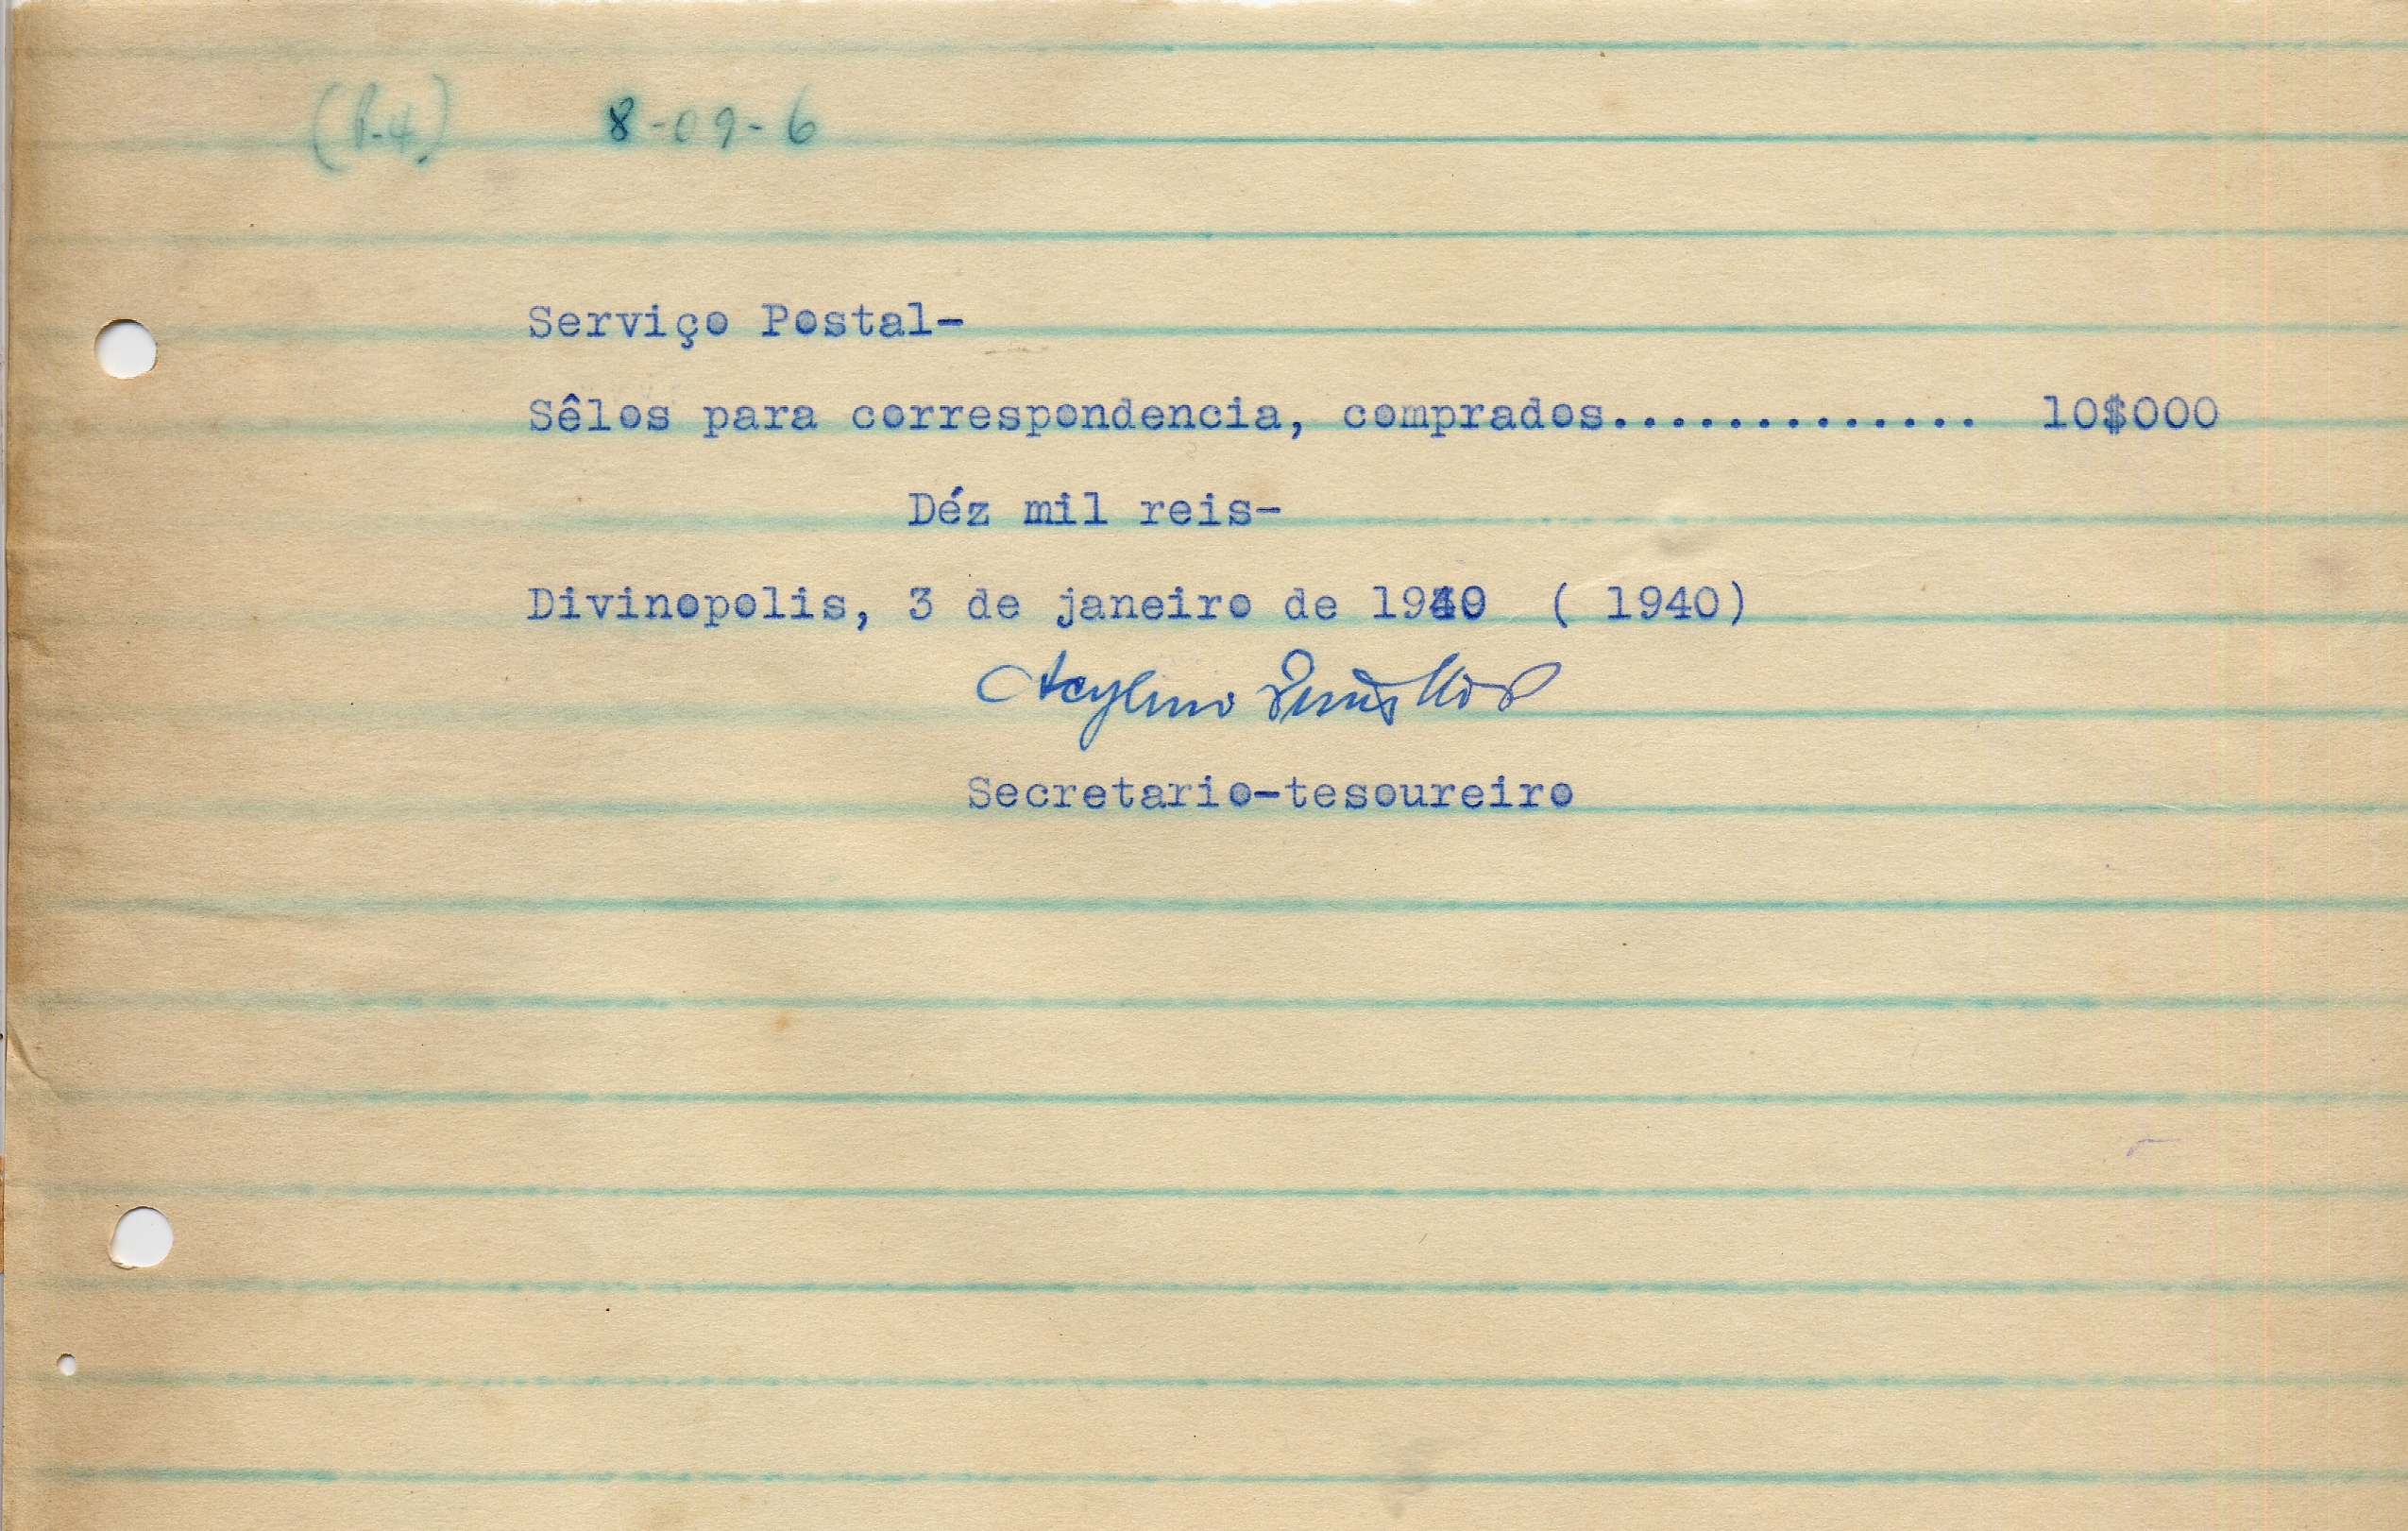 (P.4) 8-09-6
Serviço Postal-
Sêlos para correspondencia, comprados.............. 10$000
Déz mil reis-
Divinopolis, 3 de janeiro de 1940 ( 1940)
Secretario-tesoureiro